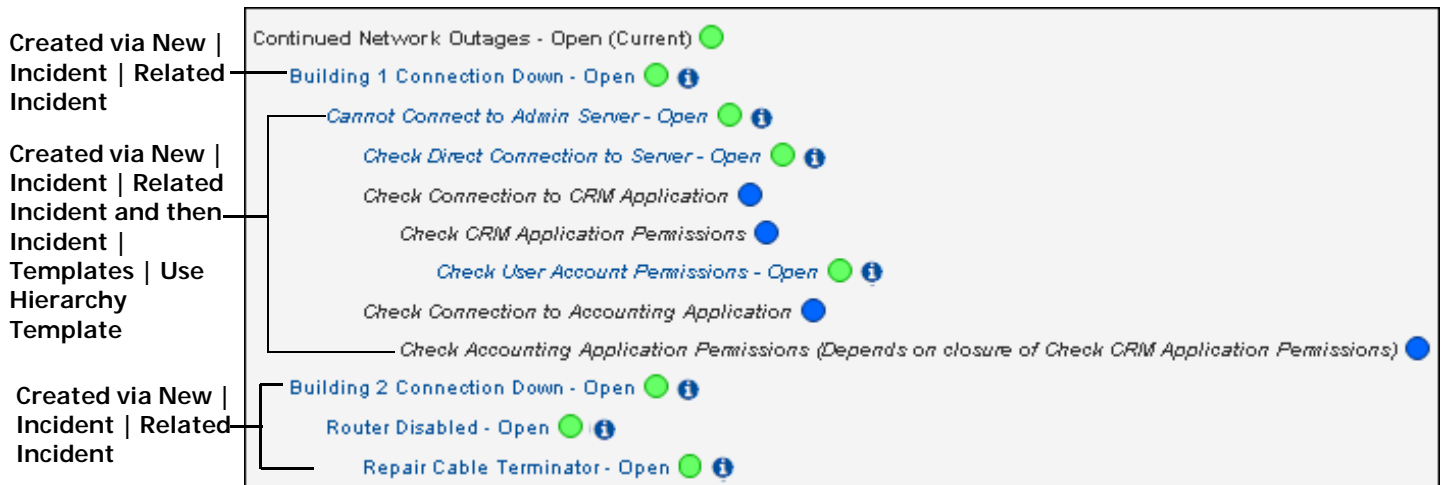 Created via New |
Incident | Related
Incident
Created via New |
Incident | Related
Incident and then
Incident |
Templates | Use
Hierarchy
Template
Created via New |
Incident | Related
Incident
Continued Network Outages - Open (Current)
Building 1 Connection Down - Open
Cannot Connect to Admin Server - Open
Check Direct Connection to Server - Open
Check Connection to CRM Application
Check CRM Application Permissions
Check User Account Permissions - Open
Check Connection to Accounting Application
Check Accounting Application Permissions (Depends on closure of Check CRM Application Permissions)
Building 2 Connection Down - Open
Router Disabled - Open
Repair Cable Terminator - Open